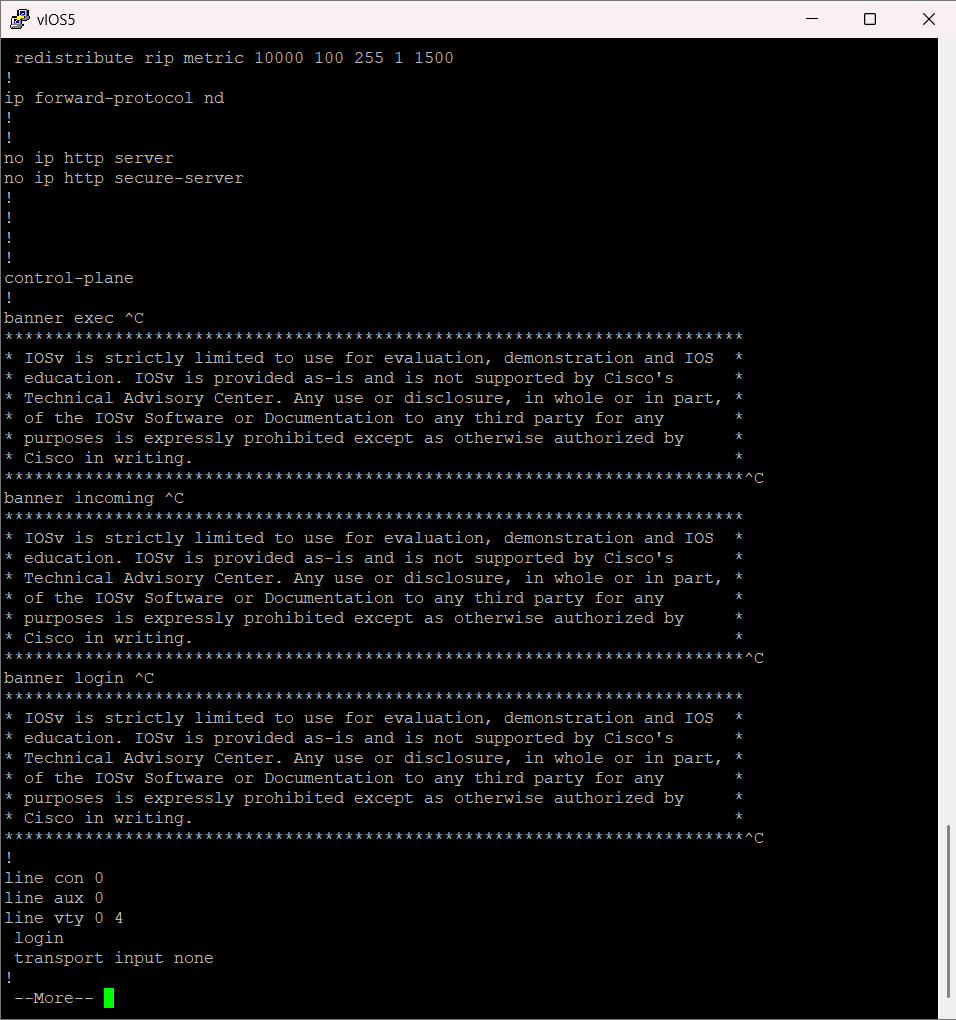 vIOS5
 redistribute rip metric 10000 100 255 1 1500
!
ip forward-protocol nd
!
!
no ip http server
no ip http secure-server
!
!
!
!
control-plane
!
banner exec ^C
**************************************************************************
* IOSv is strictly limited to use for evaluation, demonstration and IOS  *
* education. IOSv is provided as-is and is not supported by Cisco's      *
* Technical Advisory Center. Any use or disclosure, in whole or in part, *
* of the IOSv Software or Documentation to any third party for any       *
* purposes is expressly prohibited except as otherwise authorized by     *
* Cisco in writing.                                                      *
**************************************************************************^C
banner incoming ^C
**************************************************************************
* IOSv is strictly limited to use for evaluation, demonstration and IOS  *
* education. IOSv is provided as-is and is not supported by Cisco's      *
* Technical Advisory Center. Any use or disclosure, in whole or in part, *
* of the IOSv Software or Documentation to any third party for any       *
* purposes is expressly prohibited except as otherwise authorized by     *
* Cisco in writing.                                                      *
**************************************************************************^C
banner login ^C
**************************************************************************
* IOSv is strictly limited to use for evaluation, demonstration and IOS  *
* education. IOSv is provided as-is and is not supported by Cisco's      *
* Technical Advisory Center. Any use or disclosure, in whole or in part, *
* of the IOSv Software or Documentation to any third party for any       *
* purposes is expressly prohibited except as otherwise authorized by     *
* Cisco in writing.                                                      *
**************************************************************************^C
!
line con 0
line aux 0
line vty 0 4
 login
 transport input none
!
 --More--